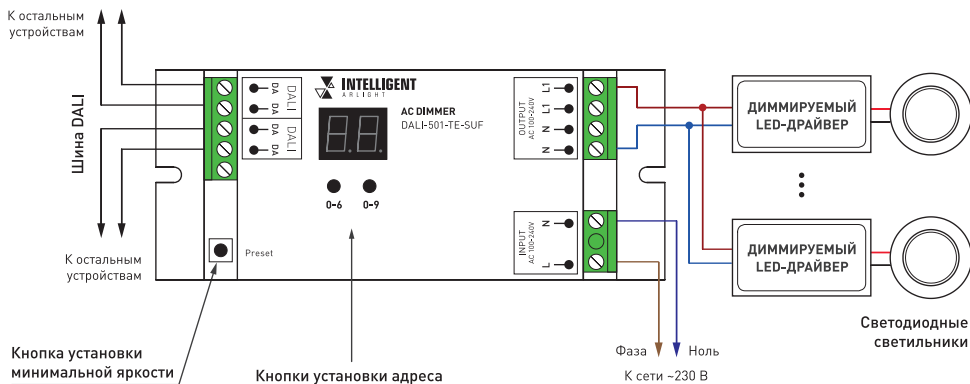 К остальным
устройствам
Шина DALI
К остальным
устройствам
DA
DA
DALI
DA
DA
DALI
INTELLIGENT
ARLIGHT
AC DIMMER
DALI-501-TE-SUF
0-6
0-9
Preset
OUTPUT
AC 100-240V
L1
L1
N
N
INPUT
AC 100-240V
N
L
ДИММИРУЕМЫЙ
LED-ДРАЙВЕР
ДИММИРУЕМЫЙ
LED-ДРАЙВЕР
Светодиодные
светильники
Фаза
Ноль
К сети ~230 В
Кнопка установки
минимальной яркости
Кнопки установки адреса